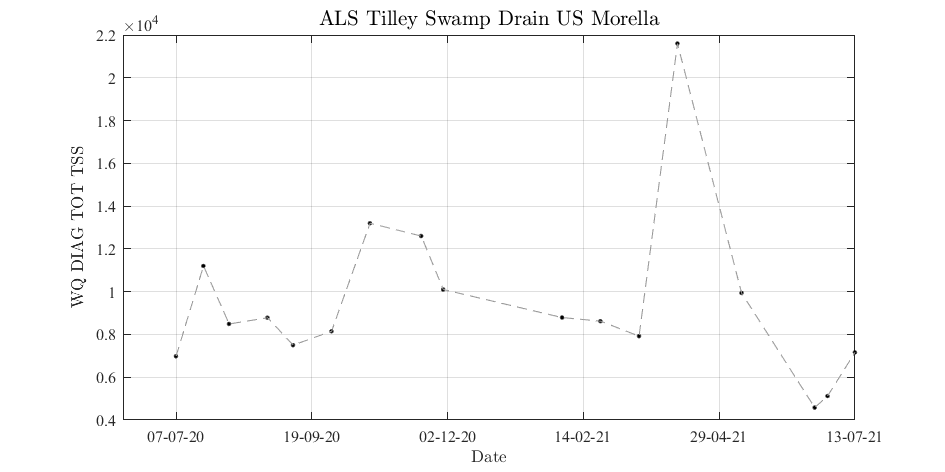 ALS Tilley Swamp Drain US Morella
×10^4
2.2
2
1.8
1.6
1.4
1.2
1
0.8
0.6
0.4
WQ DIAG TOT TSS
07-07-20 19-09-20 02-12-20 14-02-21 29-04-21 13-07-21
Date